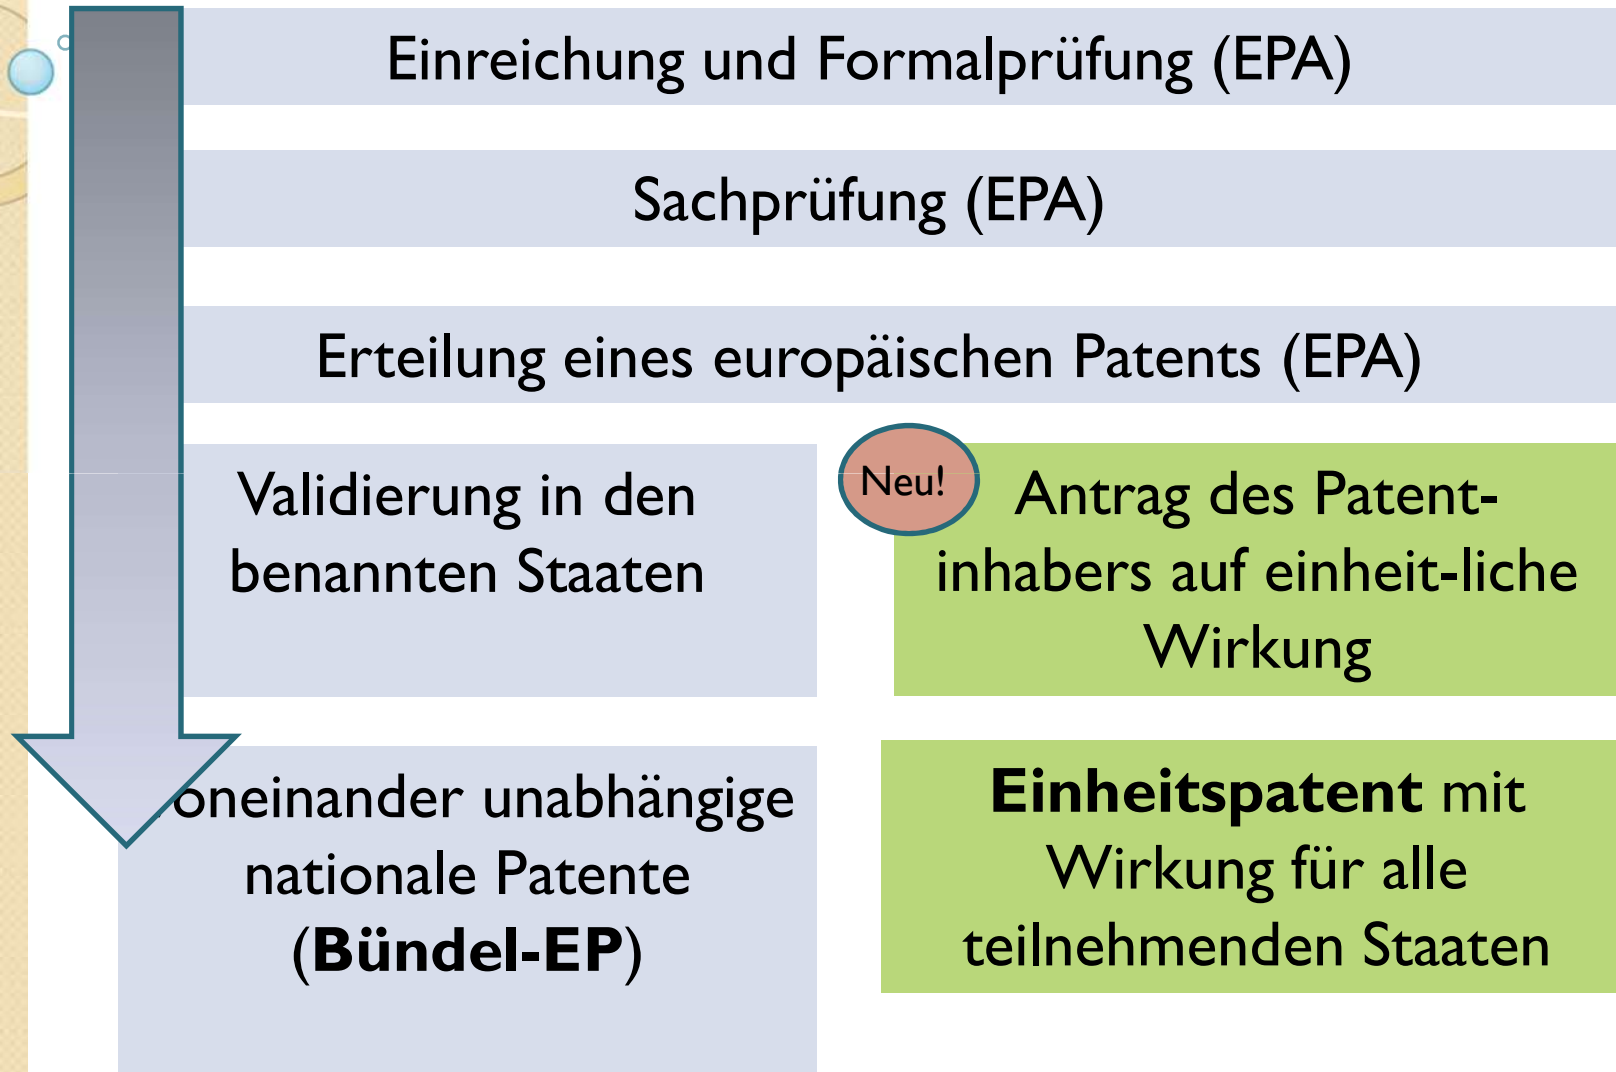 Einreichung und Formalprüfung (EPA)
Sachprüfung (EPA)
Erteilung eines europäischen Patents (EPA)
Validierung in den
benannten Staaten
Neu!
Antrag des Patent-
inhabers auf einheit-liche
Wirkung
oneinander unabhängige
nationale Patente
(Bündel-EP)
Einheitspatent mit
Wirkung für alle
teilnehmenden Staaten